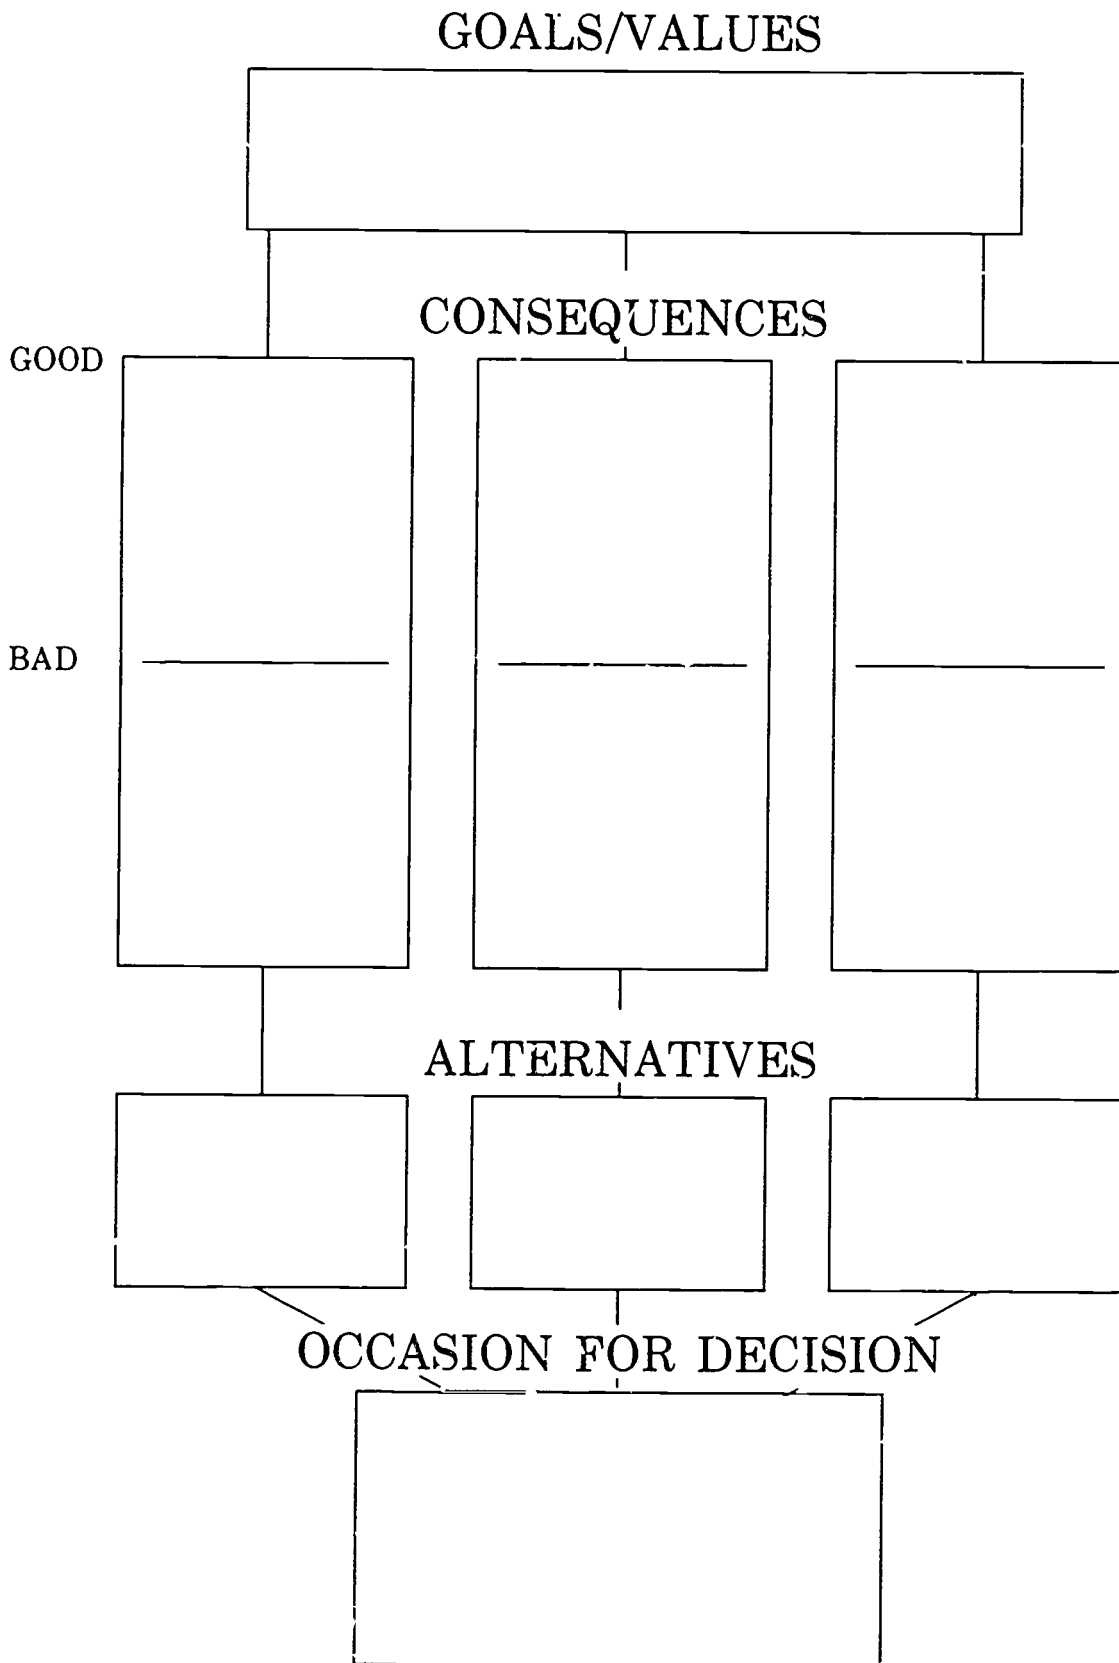 GOALS/VALUES
CONSEQUENCES
GOOD
BAD
ALTERNATIVES
OCCASION FOR DECISION